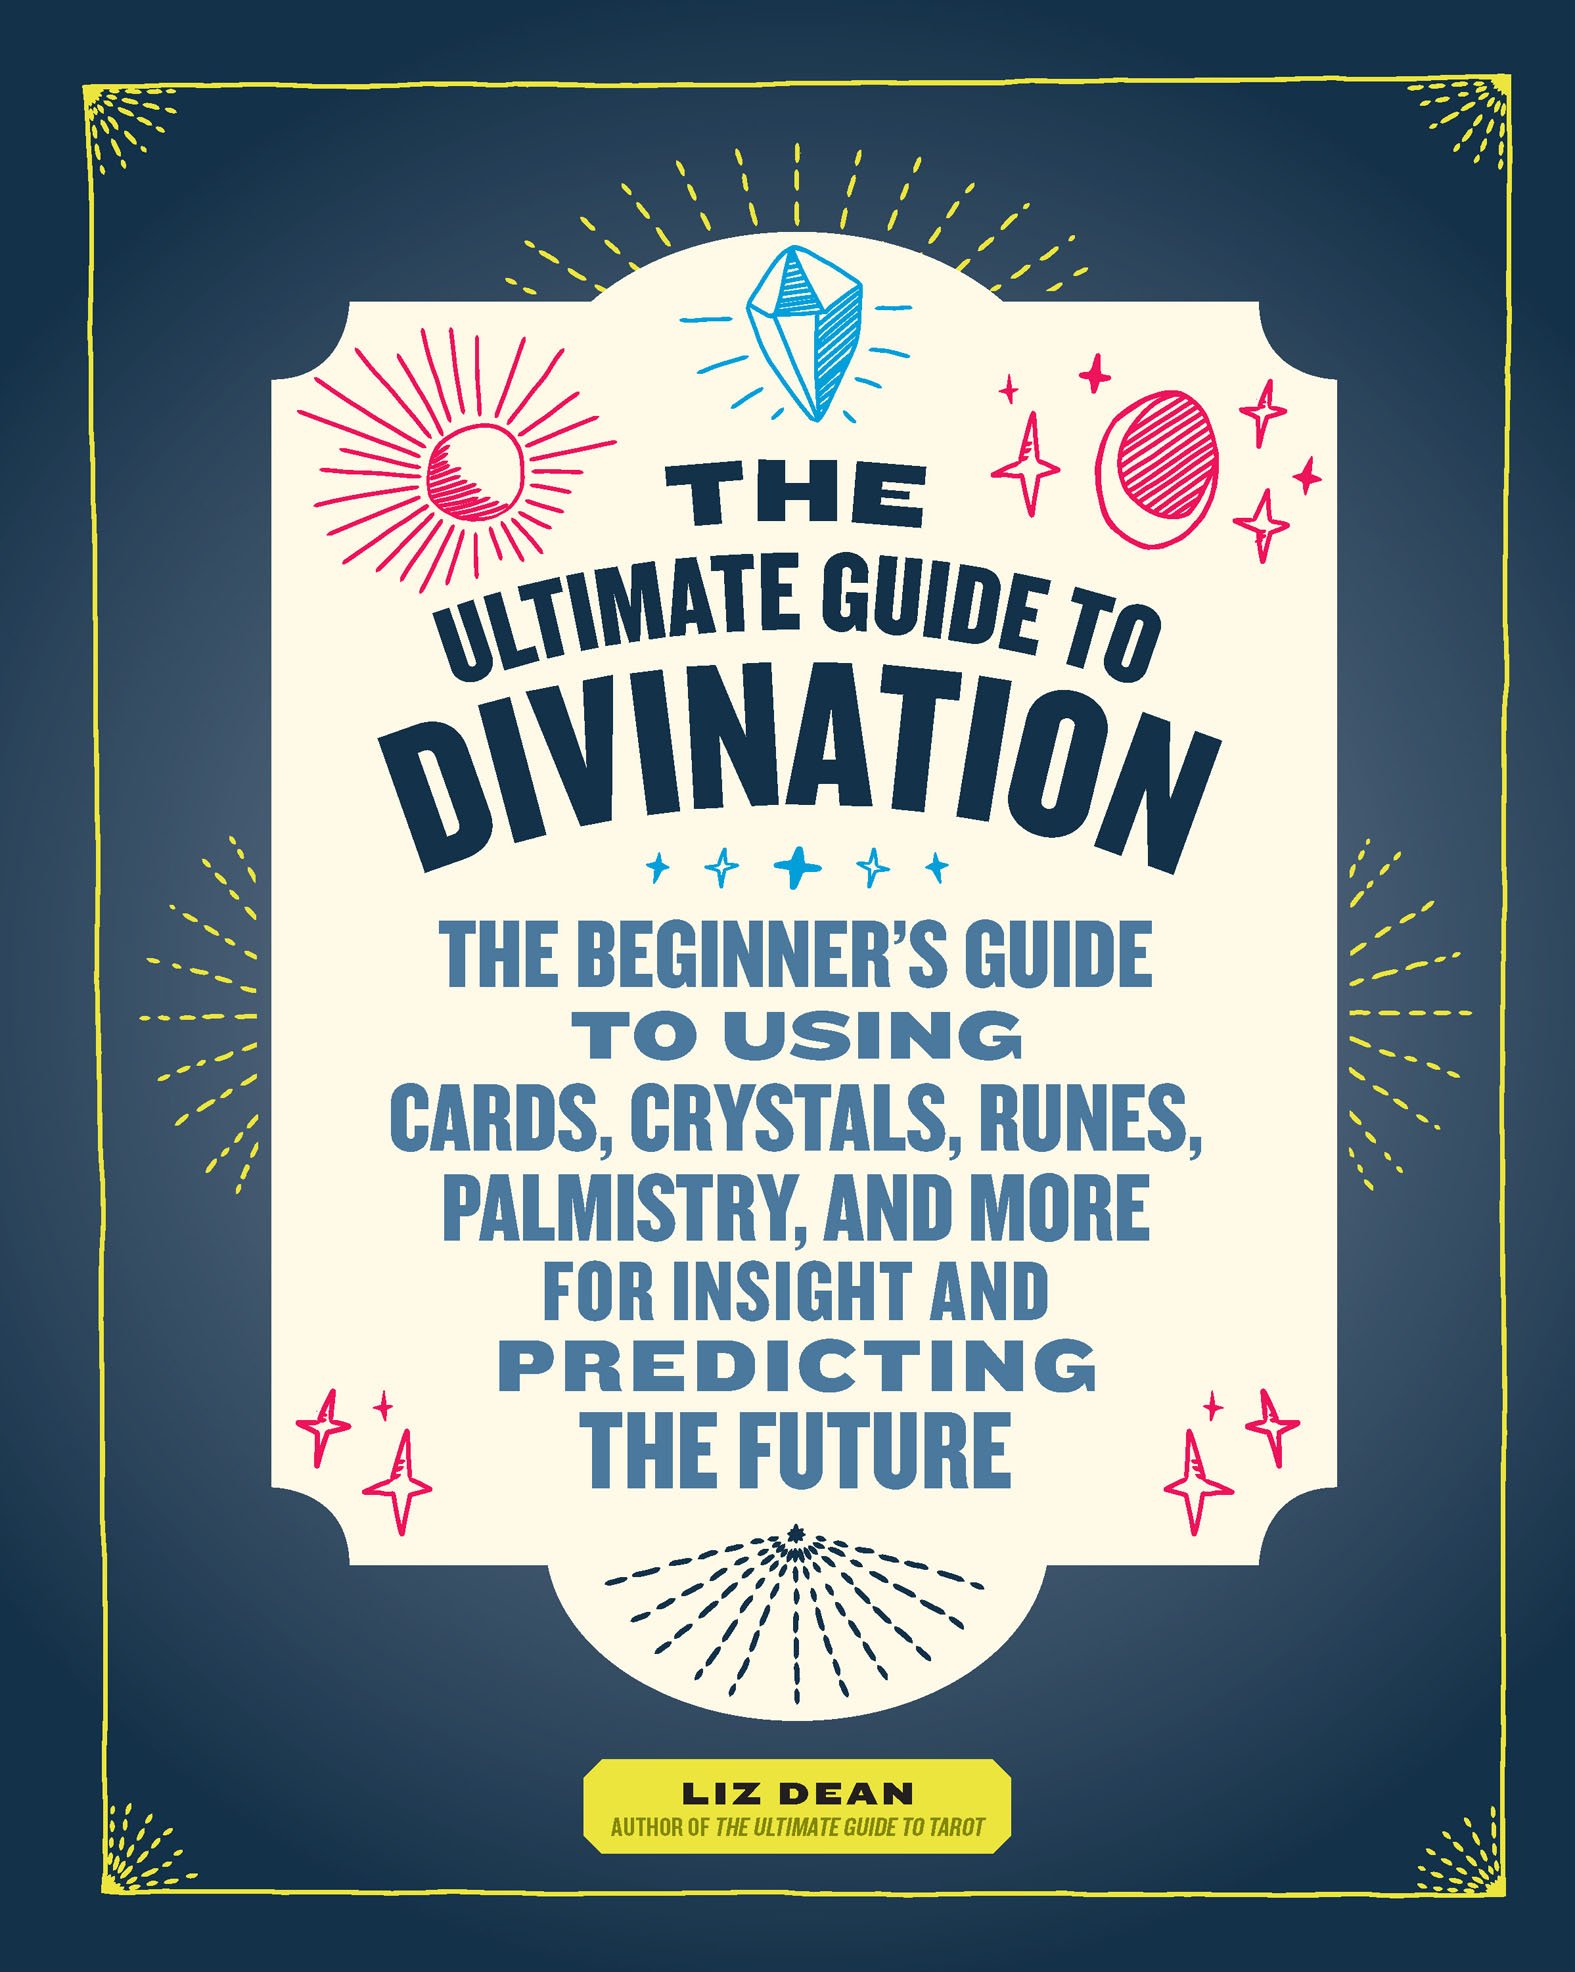 THE
ULTIMATE GUIDE TO
DIVINATION
THE BEGINNER'S GUIDE
TO USING
CARDS, CRYSTALS, RUNES,
PALMISTRY, AND MORE
FOR INSIGHT AND
PREDICTING
THE FUTURE
LIZ DEAN
AUTHOR OF THE ULTIMATE GUIDE TO TAROT